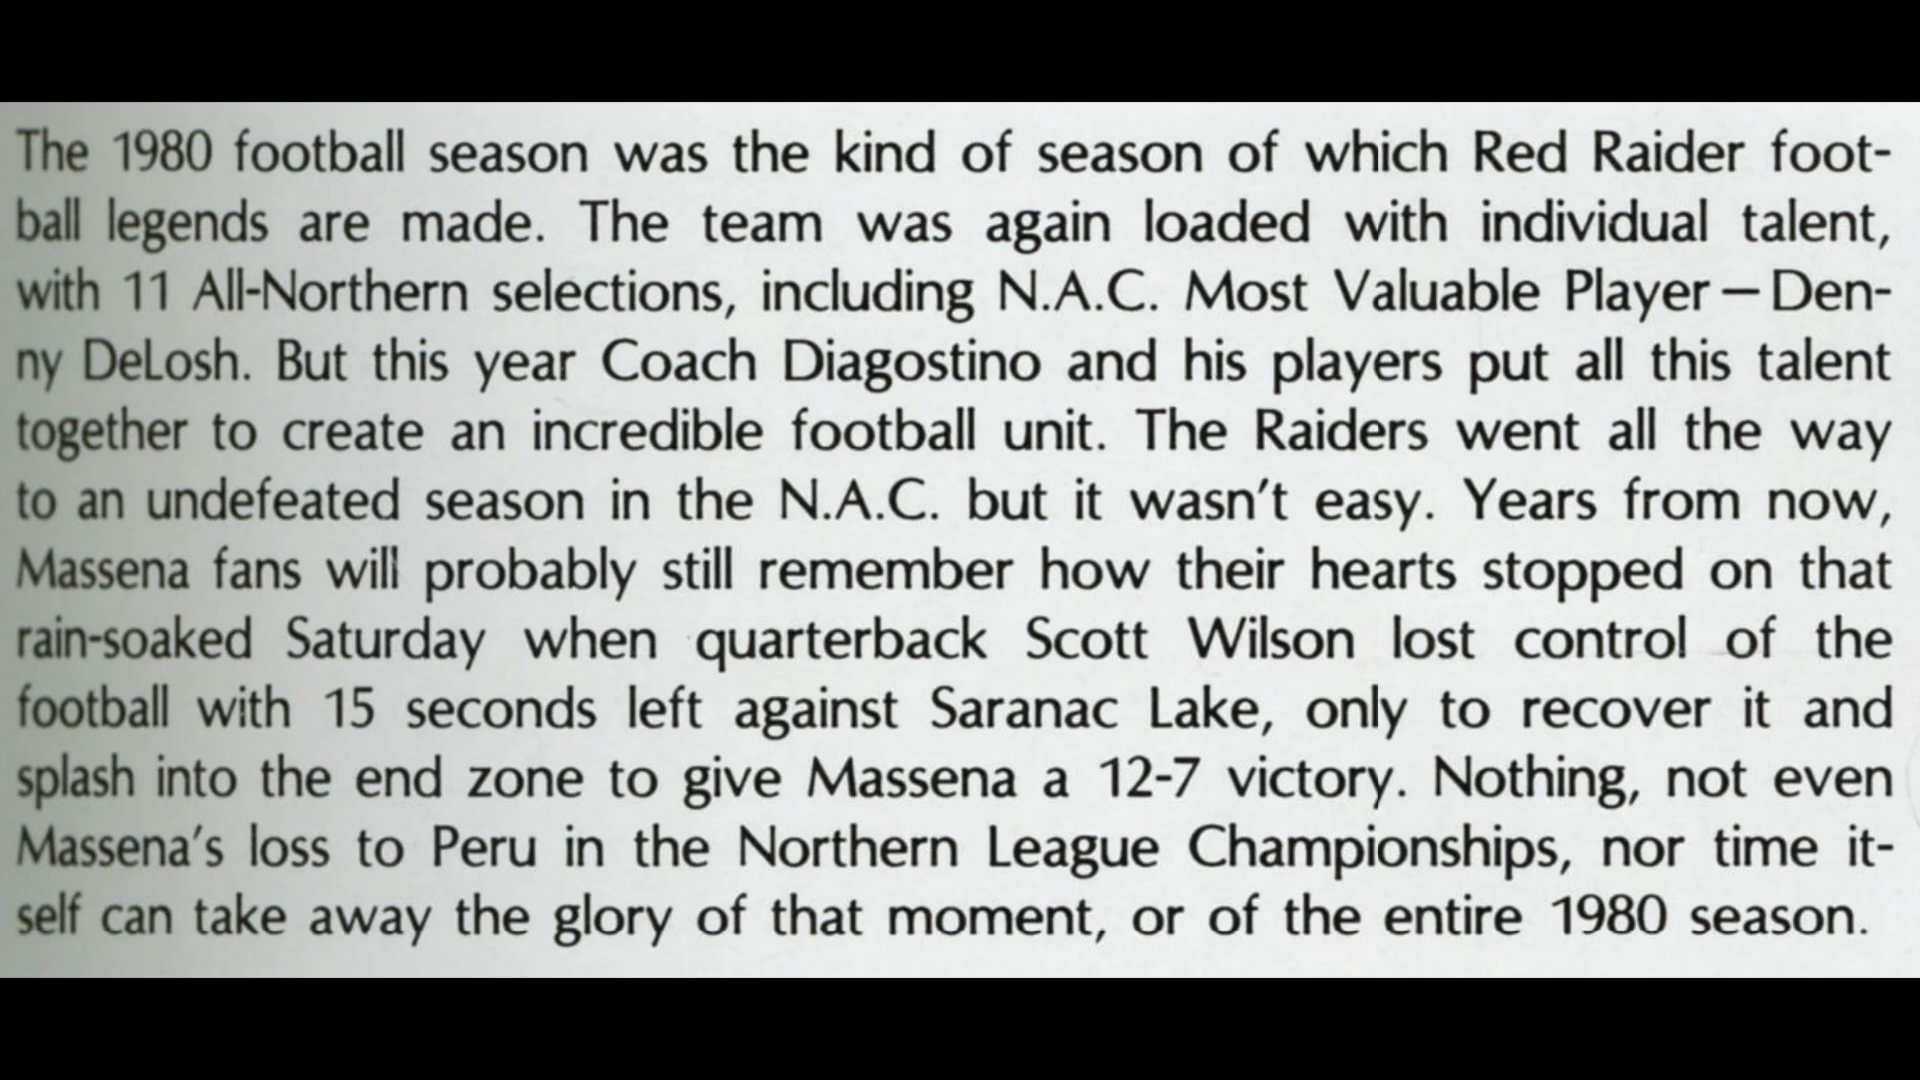 The 1980 football season was the kind of season of which Red Raider foot-
ball legends are made. The team was again loaded with individual talent,
with 11 All-Northern selections, including N.A.C. Most Valuable Player—Den-
ny DeLosh. But this year Coach Diagostino and his players put all this talent
together to create an incredible football unit. The Raiders went all the way
to an undefeated season in the N.A.C. but it wasn't easy. Years from now,
Massena fans will probably still remember how their hearts stopped on that
rain-soaked Saturday when quarterback Scott Wilson lost control of the
football with 15 seconds left against Saranac Lake, only to recover it and
splash into the end zone to give Massena a 12-7 victory. Nothing, not even
Massena's loss to Peru in the Northern League Championships, nor time it-
self can take away the glory of that moment, or of the entire 1980 season.